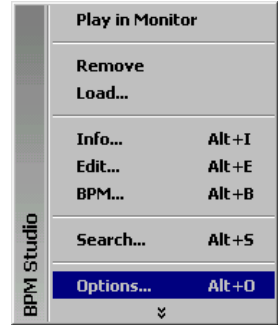 Play in Monitor
Remove
Load...
Info... Alt+I
Edit... Alt+E
BPM... Alt+B
Search... Alt+S
Options... Alt+O
BPM Studio